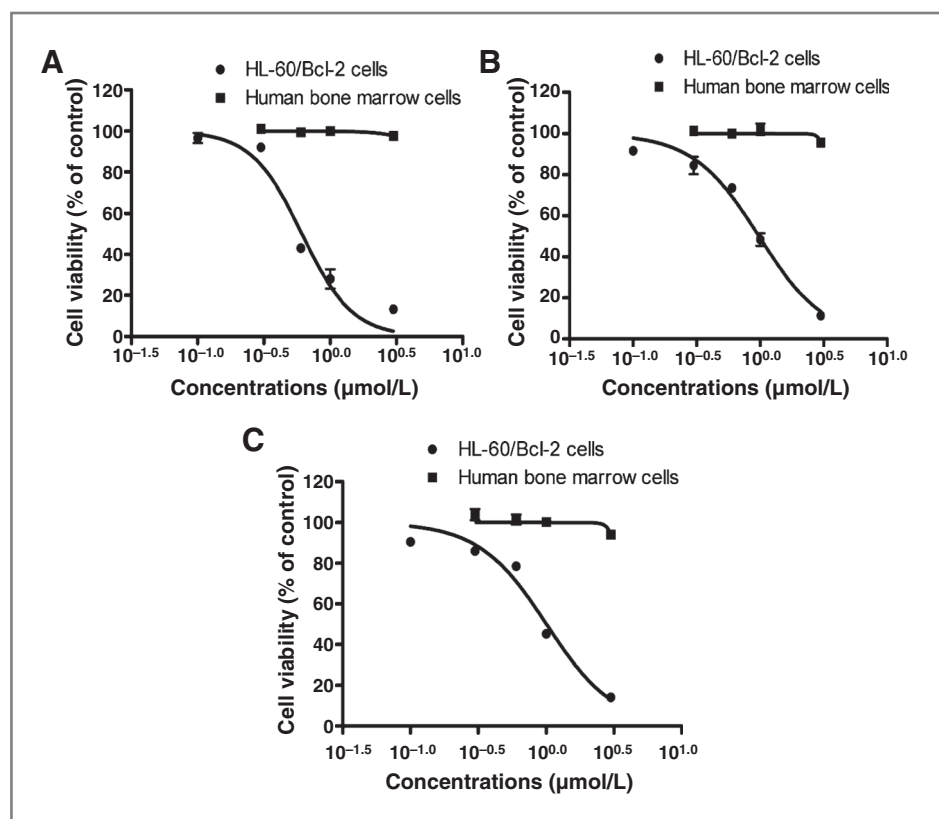 A
HL-60/Bcl-2 cells
Human bone marrow cells
Cell viability (% of control)
120
100
80
60
40
20
0
10⁻¹·⁵ 10⁻¹·⁰ 10⁻⁰·⁵ 10⁰·⁰ 10⁰·⁵ 10¹·⁰
Concentrations (µmol/L)
B
HL-60/Bcl-2 cells
Human bone marrow cells
Cell viability (% of control)
120
100
80
60
40
20
0
10⁻¹·⁵ 10⁻¹·⁰ 10⁻⁰·⁵ 10⁰·⁰ 10⁰·⁵ 10¹·⁰
Concentrations (µmol/L)
C
HL-60/Bcl-2 cells
Human bone marrow cells
Cell viability (% of control)
120
100
80
60
40
20
0
10⁻¹·⁵ 10⁻¹·⁰ 10⁻⁰·⁵ 10⁰·⁰ 10⁰·⁵ 10¹·⁰
Concentrations (µmol/L)